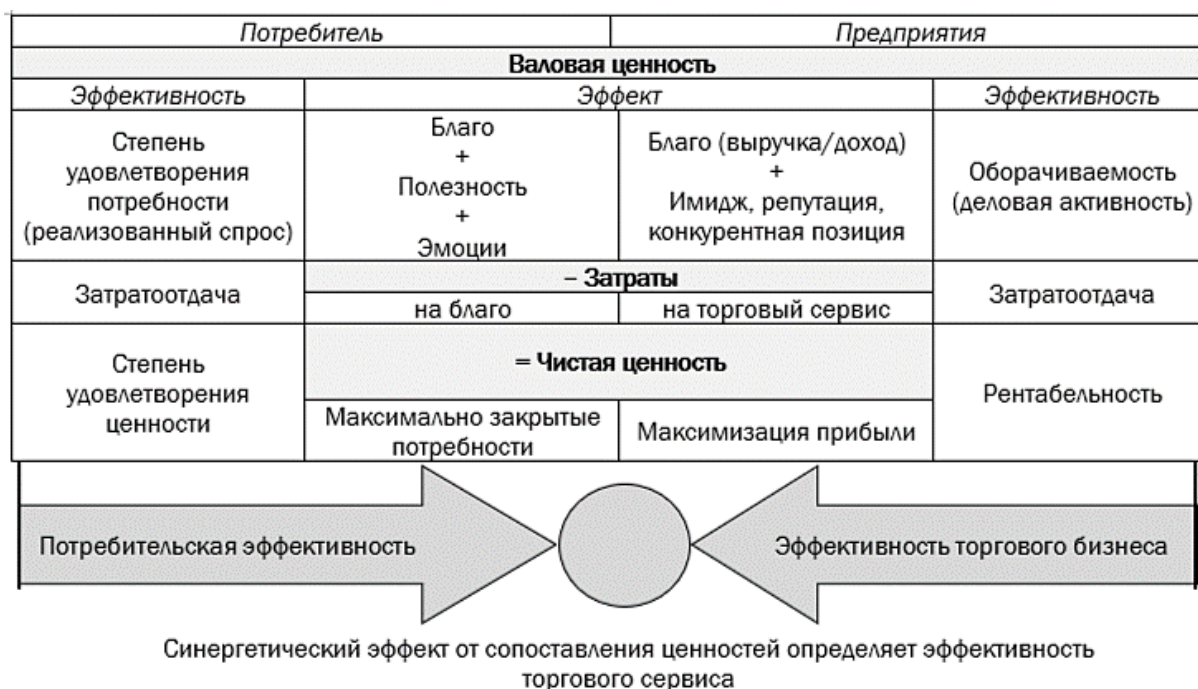 Потребитель
Предприятия
Валовая ценность
Эффективность
Эффект
Эффективность
Степень
удовлетворения
потребности
(реализованный спрос)
Благо
+
Полезность
+
Эмоции
Благо (выручка/доход)
+
Имидж, репутация,
конкурентная позиция
Оборачиваемость
(деловая активность)
Затратоотдача
– Затраты
на благо
на торговый сервис
Затратоотдача
Степень
удовлетворения
ценности
= Чистая ценность
Максимально закрытые
потребности
Максимизация прибыли
Рентабельность
Потребительская эффективность
Эффективность торгового бизнеса
Синергетический эффект от сопоставления ценностей определяет эффективность
торгового сервиса